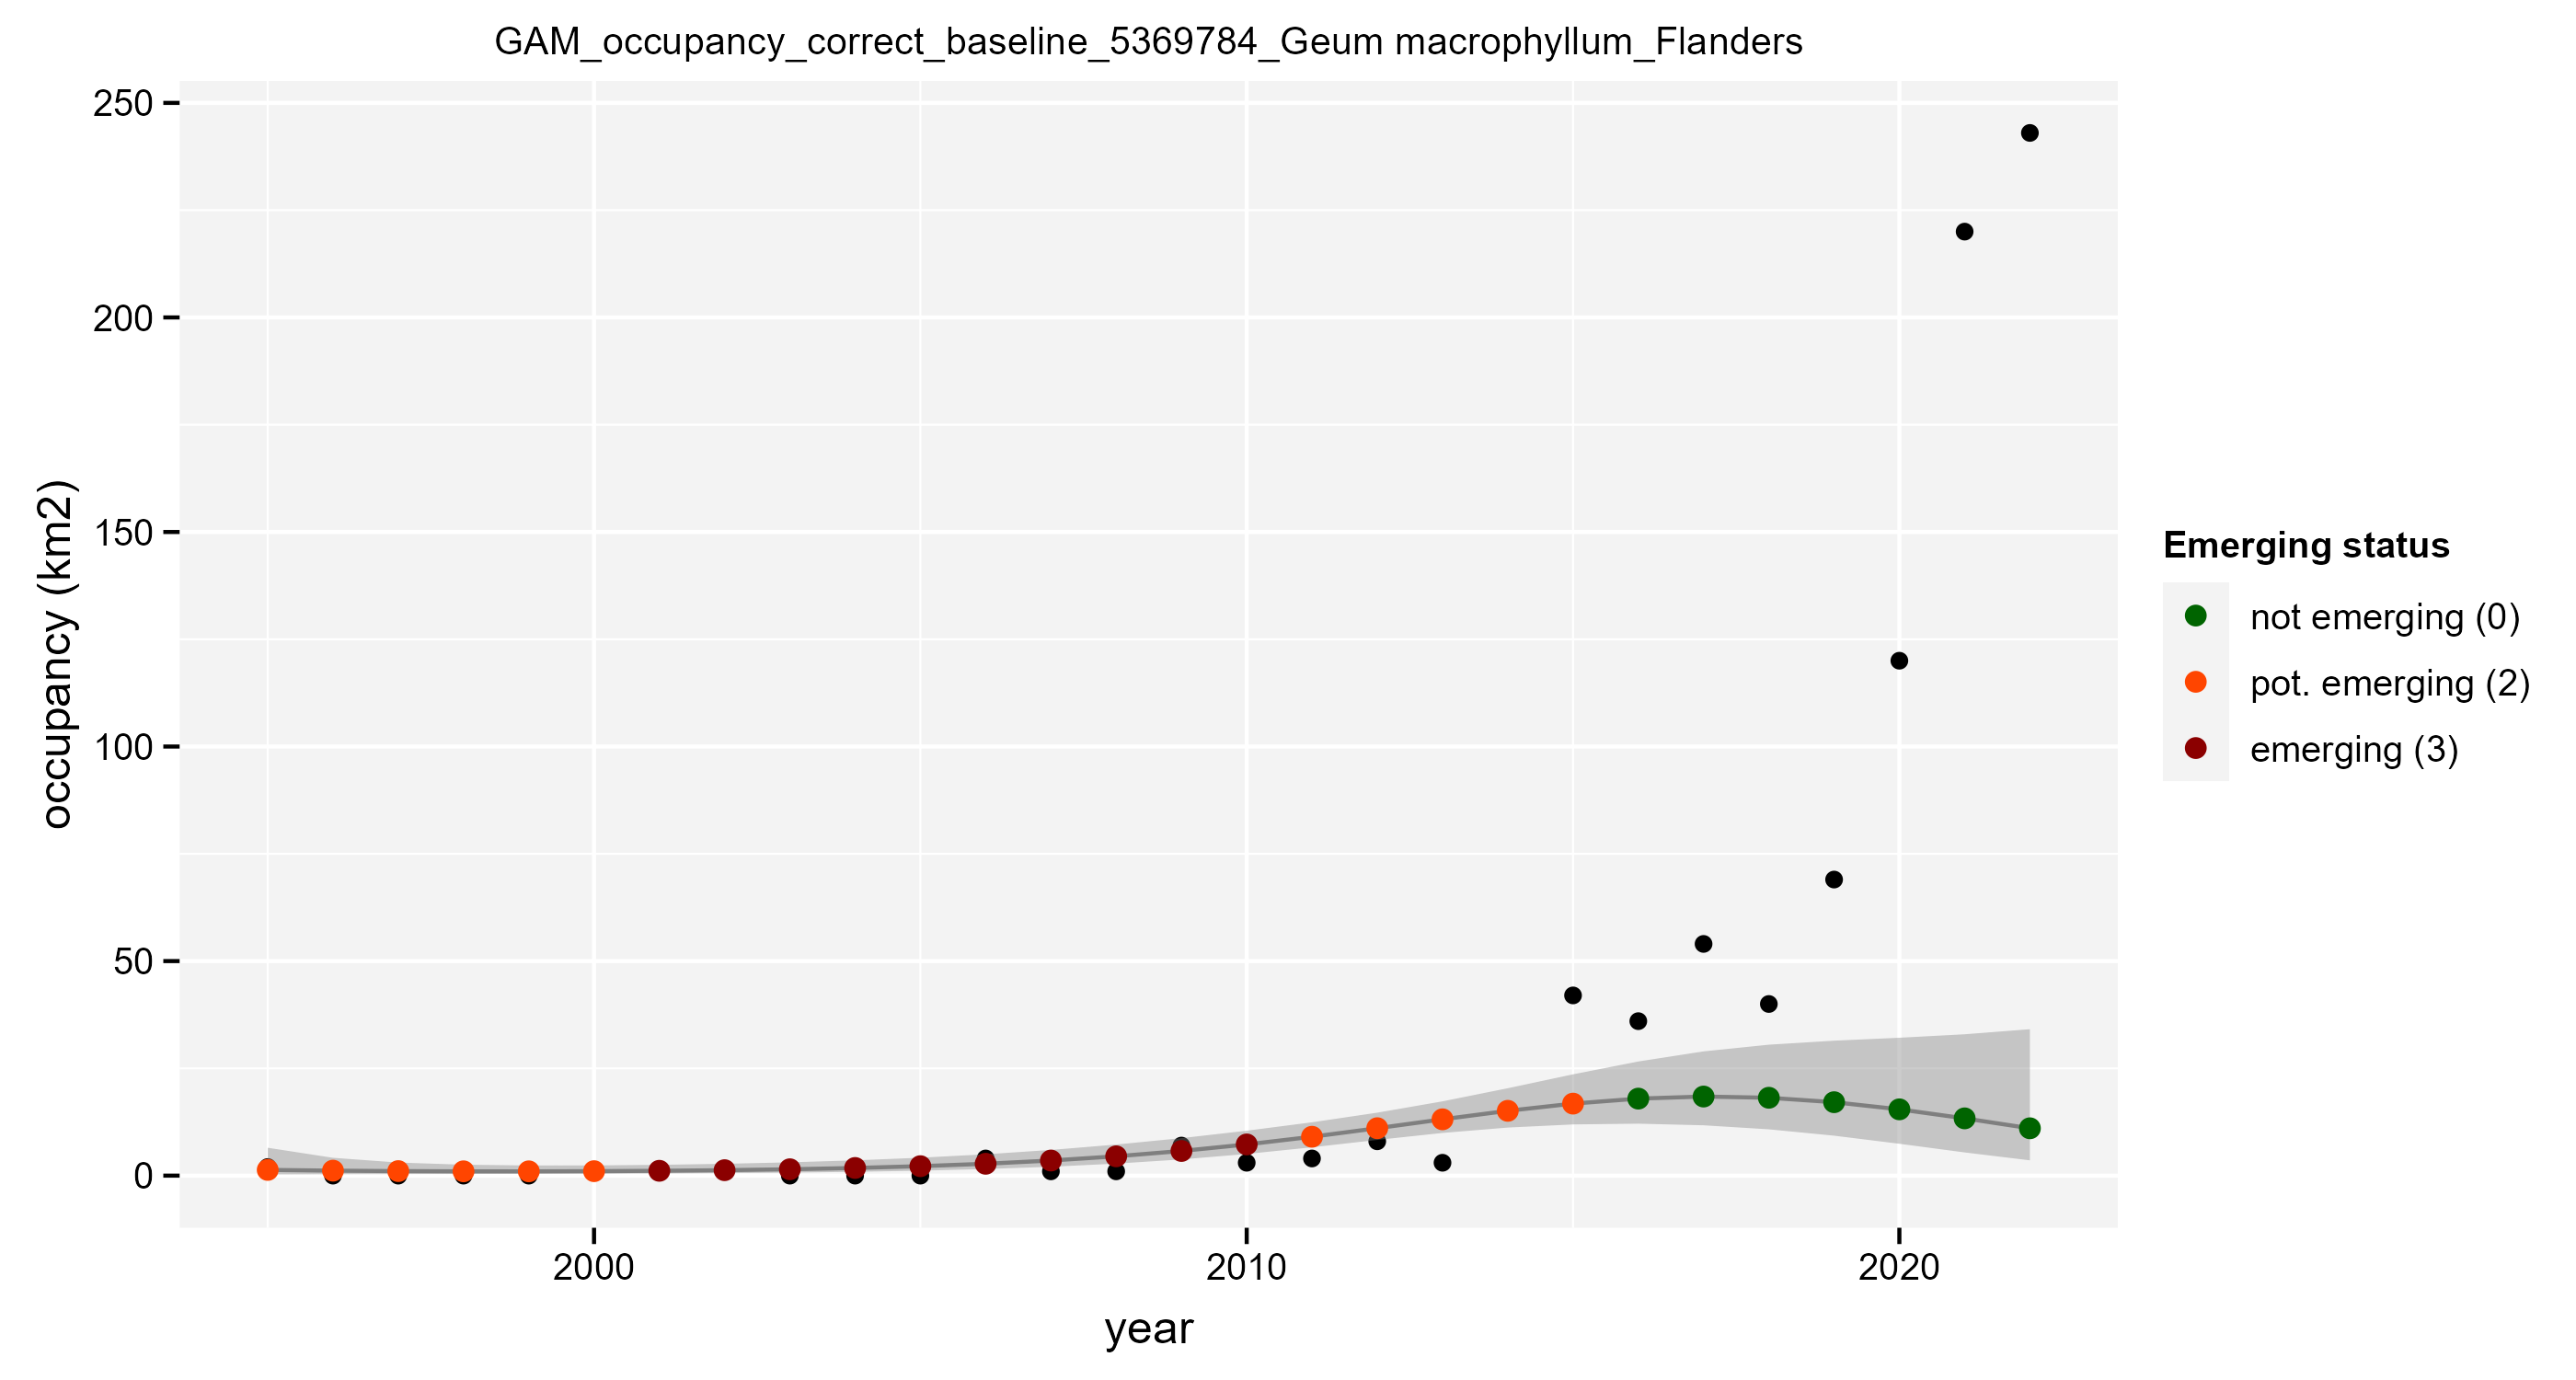 GAM_occupancy_correct_baseline_5369784_Geum macrophyllum_Flanders
250
200
150
100
50
0
occupancy (km2)
2000
2010
2020
year
Emerging status
not emerging (0)
pot. emerging (2)
emerging (3)